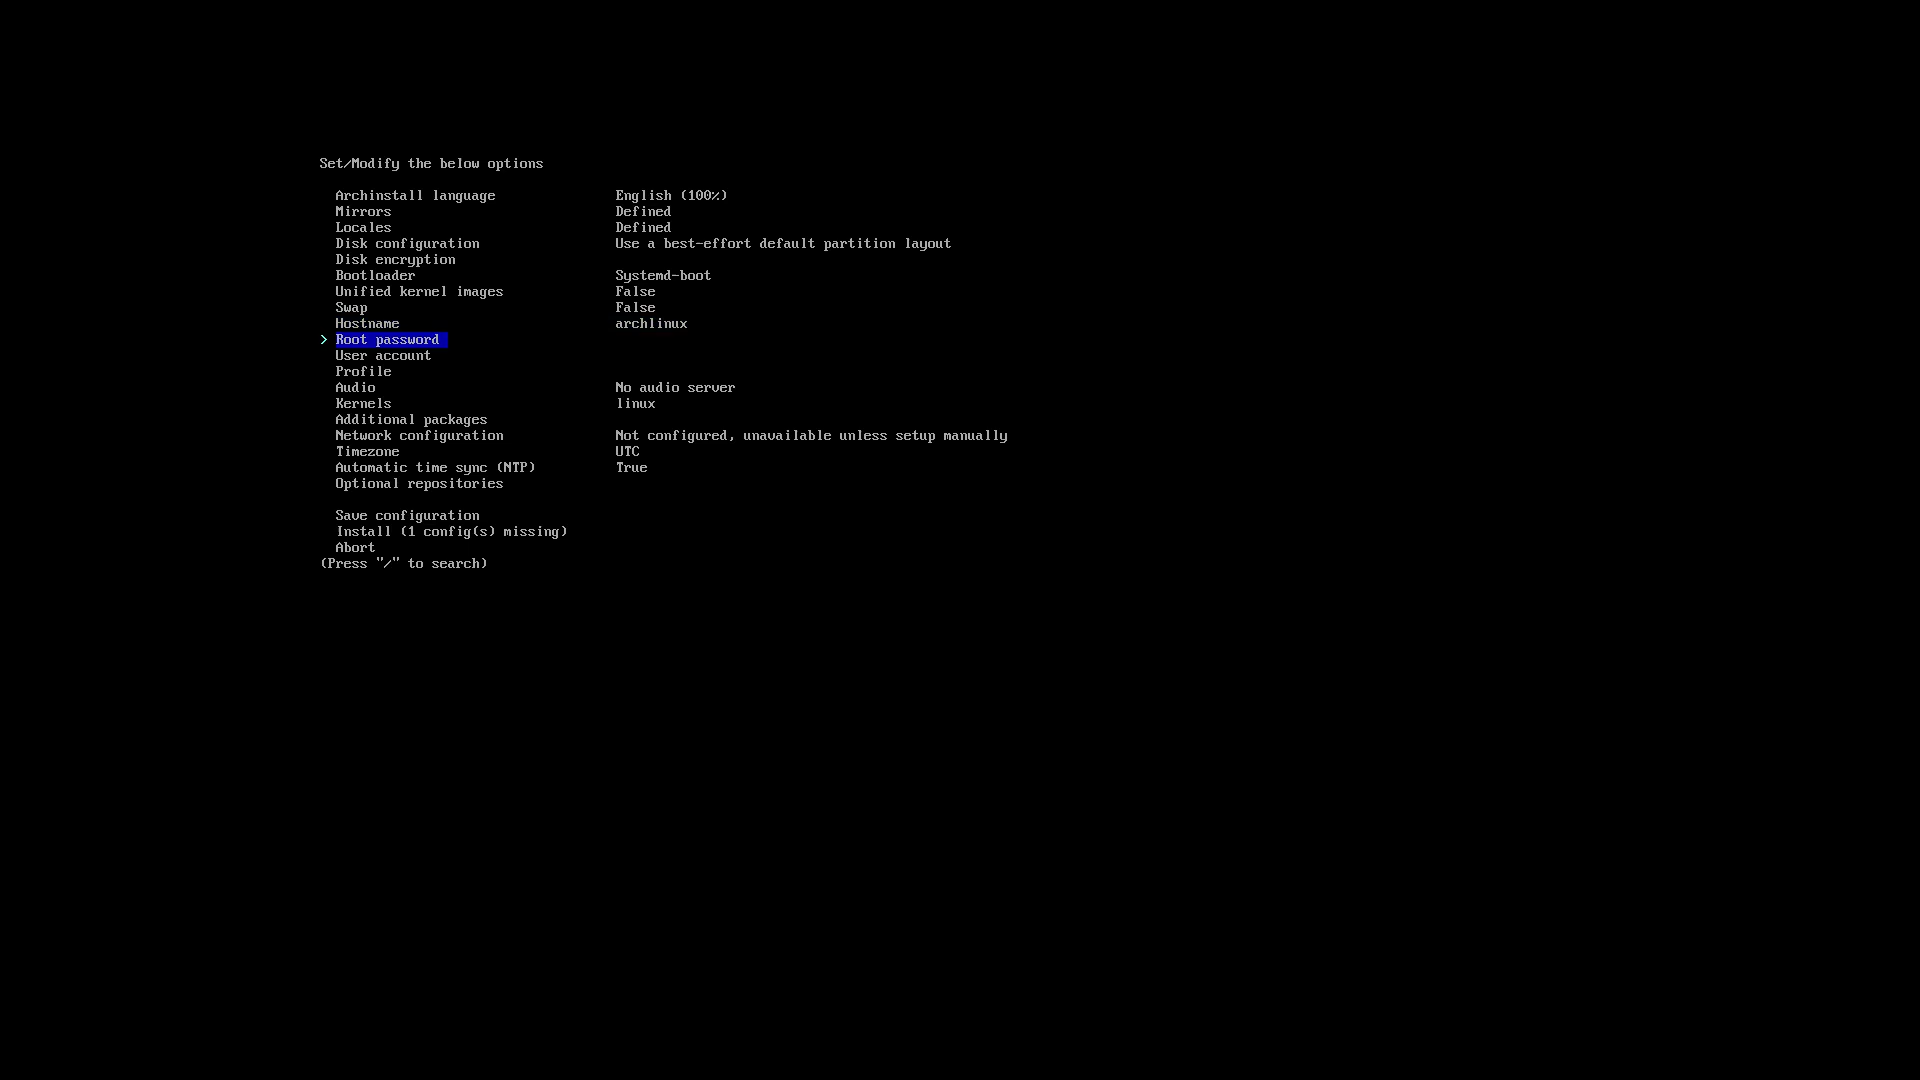 Set/Modify the below options
Archinstall language English (100%)
Mirrors Defined
Locales Defined
Disk configuration Use a best-effort default partition layout
Disk encryption
Bootloader Systemd-boot
Unified kernel images False
Swap False
Hostname archlinux
> Root password
User account
Profile
Audio No audio server
Kernels linux
Additional packages
Network configuration Not configured, unavailable unless setup manually
Timezone UTC
Automatic time sync (NTP) True
Optional repositories
Save configuration
Install (1 config(s) missing)
Abort
(Press "/" to search)